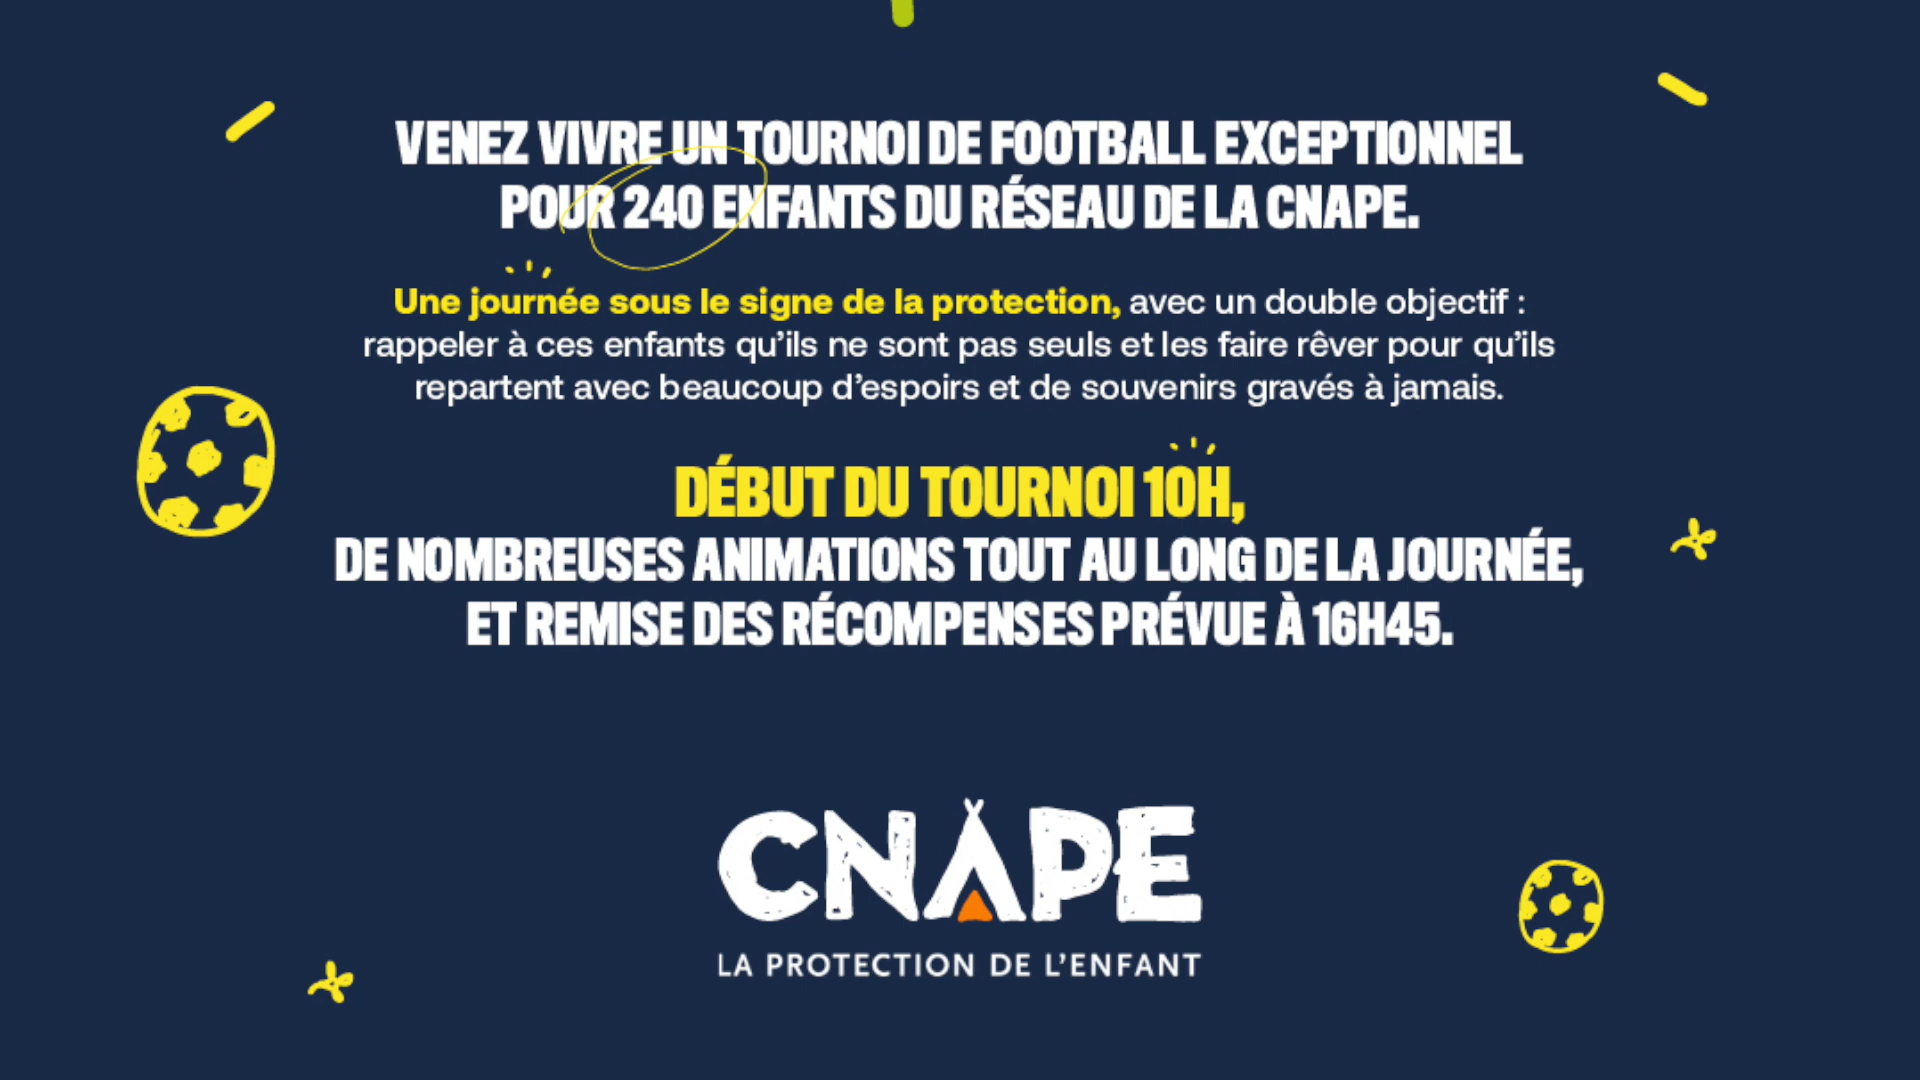 VENEZ VIVRE UN TOURNOI DE FOOTBALL EXCEPTIONNEL
POUR 240 ENFANTS DU RÉSEAU DE LA CNAPE.
Une journée sous le signe de la protection, avec un double objectif :
rappeler à ces enfants qu’ils ne sont pas seuls et les faire rêver pour qu’ils
repartent avec beaucoup d’espoirs et de souvenirs gravés à jamais.
DÉBUT DU TOURNOI 10H,
DE NOMBREUSES ANIMATIONS TOUT AU LONG DE LA JOURNÉE,
ET REMISE DES RÉCOMPENSES PRÉVUE À 16H45.
CNAPE
LA PROTECTION DE L’ENFANT